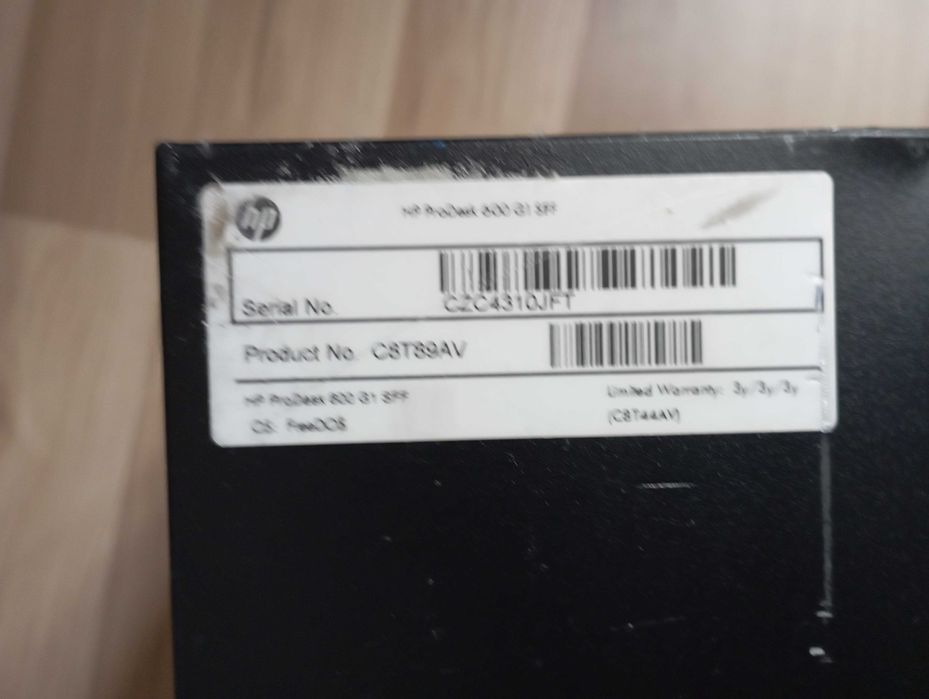 hp
HP ProDesk 600 G1 SFF
Serial No. CZC4310JFT
Product No. C8T89AV
HP ProDesk 600 G1 SFF
Limited Warranty: 3y/3y/3y
OS: FreeDOS
(C8T44AV)